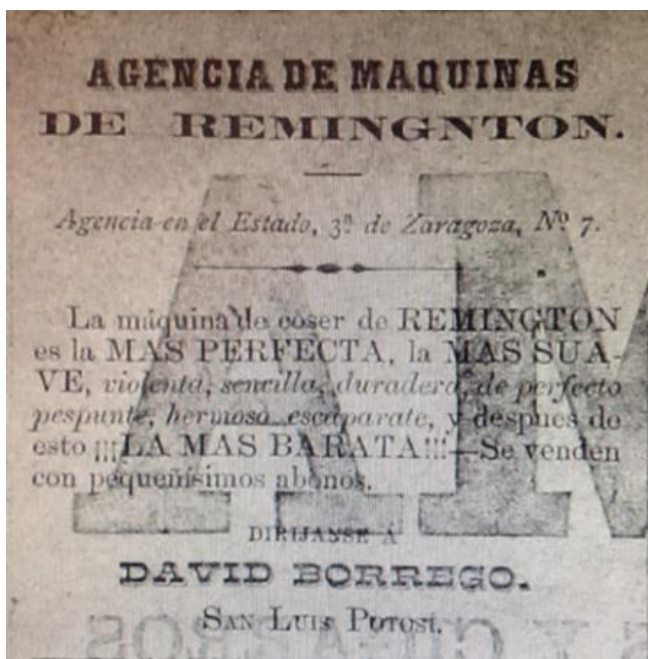 AGENCIA DE MAQUINAS
DE REMINGNTON.
Agencia en el Estado, 3ª de Zaragoza, Nº 7.
La máquina de coser de REMINGTON
es la MAS PERFECTA, la MAS SUA-
VE, violenta, sencilla, duradera, de perfecto
pespunte, hermoso escaparate, y despues de
esto ¡¡¡LA MAS BARATA!!!—Se venden
con pequeñísimos abonos.
DIRIJANSE Á
DAVID BORREGO.
SAN LUIS POTOSI.